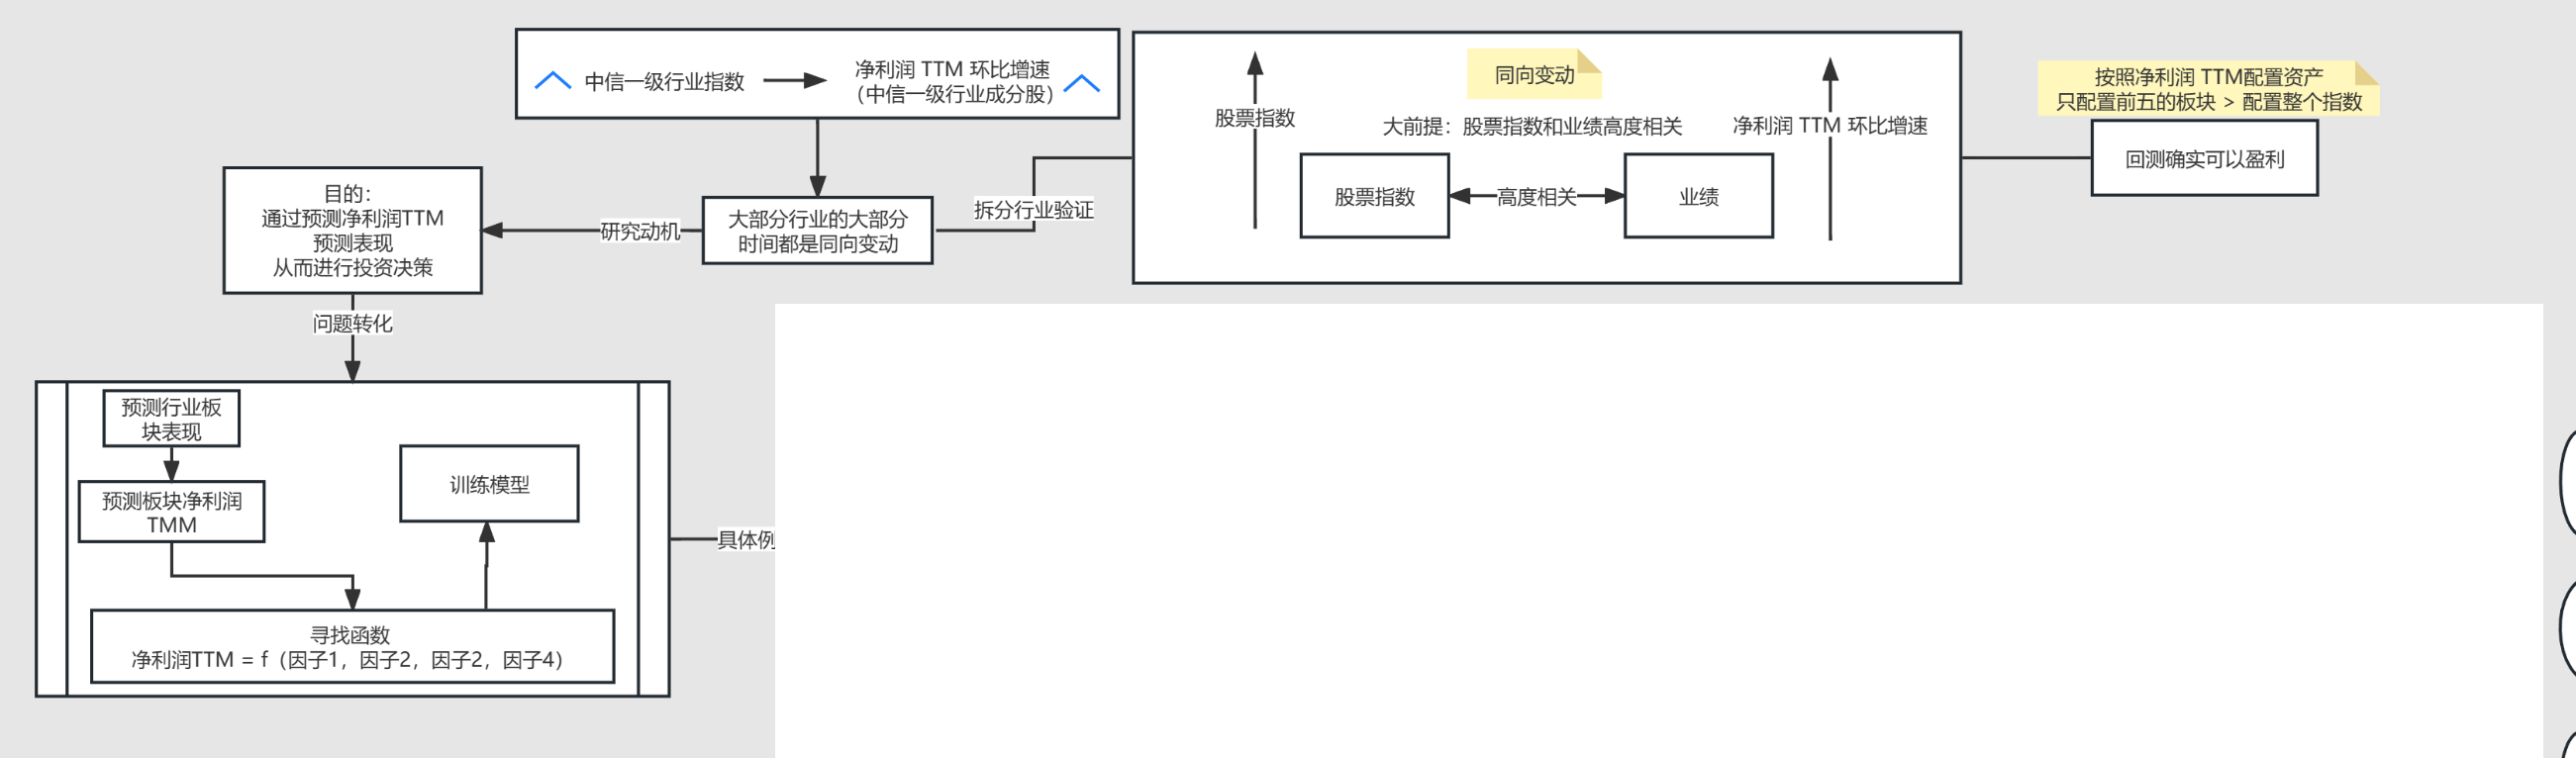 中信一级行业指数
净利润 TTM 环比增速
（中信一级行业成分股）
股票指数
同向变动
大前提：股票指数和业绩高度相关
净利润 TTM 环比增速
股票指数
高度相关
业绩
按照净利润 TTM配置资产
只配置前五的板块 > 配置整个指数
回测确实可以盈利
目的：
通过预测净利润TTM
预测表现
从而进行投资决策
研究动机
大部分行业的大部分
时间都是同向变动
拆分行业验证
问题转化
预测行业板
块表现
预测板块净利润
TMM
训练模型
寻找函数
净利润TTM = f（因子1，因子2，因子2，因子4）
具体例